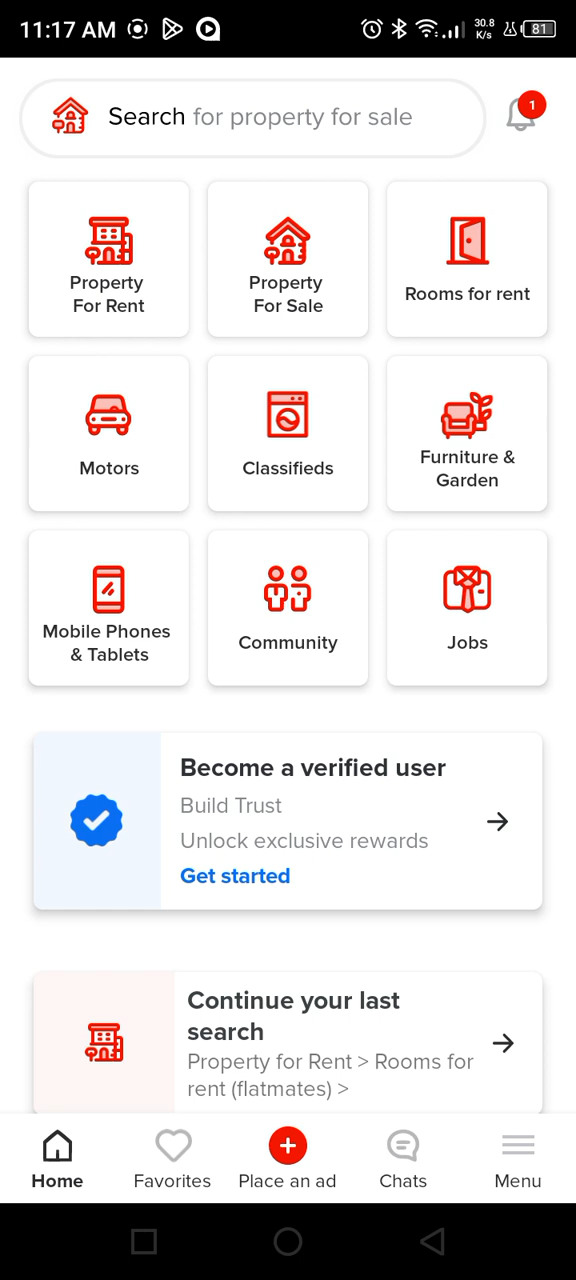 11:17 AM
30.8
K/s
81
Search for property for sale
1
Property
For Rent
Property
For Sale
Rooms for rent
Motors
Classifieds
Furniture &
Garden
Mobile Phones
& Tablets
Community
Jobs
Become a verified user
Build Trust
Unlock exclusive rewards
Get started
Continue your last
search
Property for Rent > Rooms for
rent (flatmates) >
Home
Favorites
Place an ad
Chats
Menu